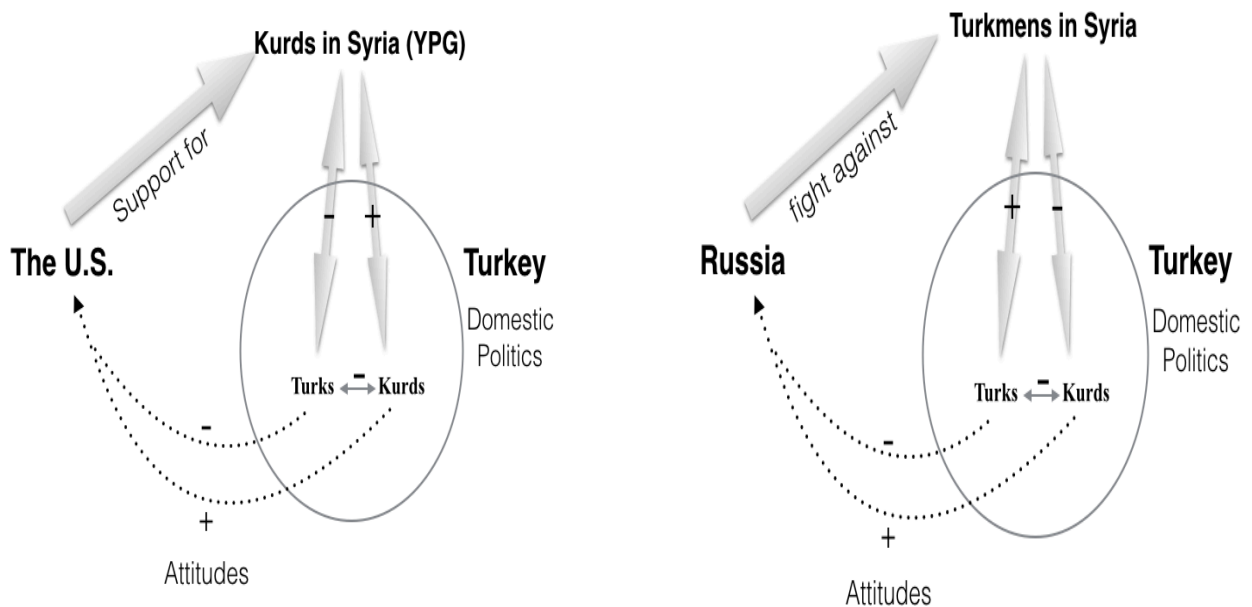 Kurds in Syria (YPG)
Support for
-
+
The U.S.
Turkey
Domestic
Politics
-
Turks
Kurds
-
+
Attitudes
Turkmens in Syria
fight against
+
-
Russia
Turkey
Domestic
Politics
-
Turks
Kurds
-
+
Attitudes